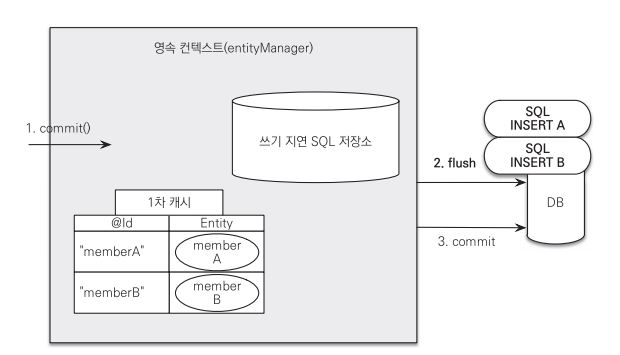 영속 컨텍스트(entityManager)
1. commit()
쓰기 지연 SQL 저장소
SQL
INSERT A
SQL
INSERT B
2. flush
DB
3. commit
1차 캐시
@Id Entity
"memberA" member
A
"memberB" member
B